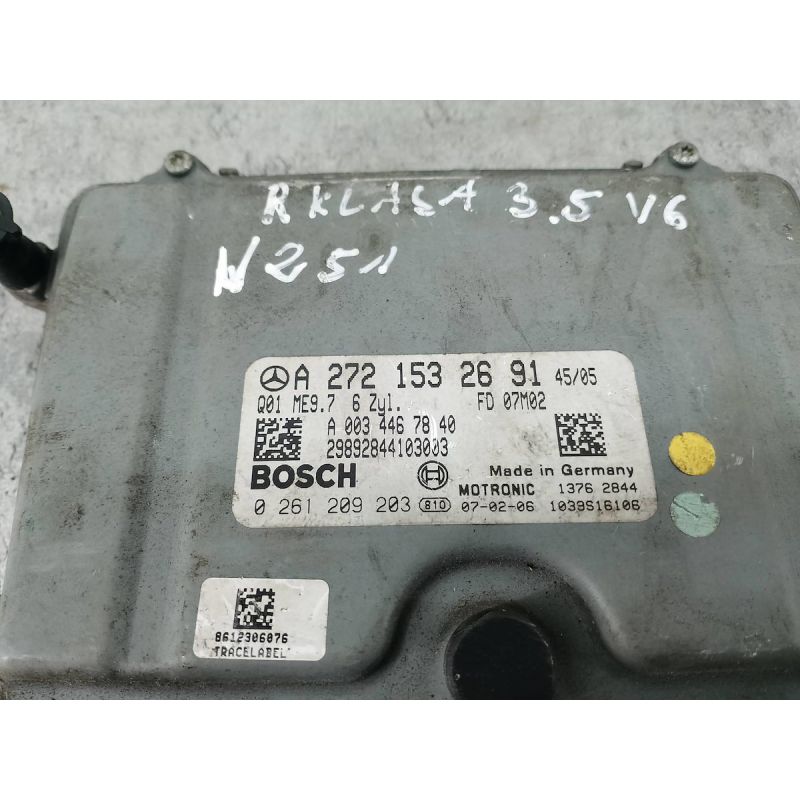 R KLASA 3.5 V6
W251
A 272 153 26 91 45/05
Q01 ME9.7 6 Zyl. FD 07M02
A 003 446 78 40
29892844103003
BOSCH
Made in Germany
MOTRONIC 1376 2844
0 261 209 203 810 07-02-06 1039S16106
8612306076
"TRACELABEL"